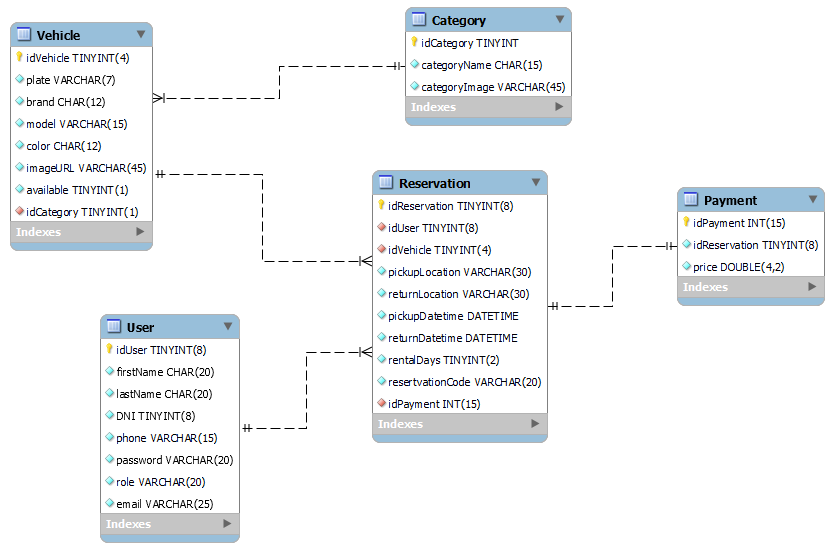 Vehicle
idVehicle TINYINT(4)
plate VARCHAR(7)
brand CHAR(12)
model VARCHAR(15)
color CHAR(12)
imageURL VARCHAR(45)
available TINYINT(1)
idCategory TINYINT(1)
Indexes
Category
idCategory TINYINT
categoryName CHAR(15)
categoryImage VARCHAR(45)
Indexes
Reservation
idReservation TINYINT(8)
idUser TINYINT(8)
idVehicle TINYINT(4)
pickupLocation VARCHAR(30)
returnLocation VARCHAR(30)
pickupDatetime DATETIME
returnDatetime DATETIME
rentalDays TINYINT(2)
resertvationCode VARCHAR(20)
idPayment INT(15)
Indexes
Payment
idPayment INT(15)
idReservation TINYINT(8)
price DOUBLE(4,2)
Indexes
User
idUser TINYINT(8)
firstName CHAR(20)
lastName CHAR(20)
DNI TINYINT(8)
phone VARCHAR(15)
password VARCHAR(20)
role VARCHAR(20)
email VARCHAR(25)
Indexes